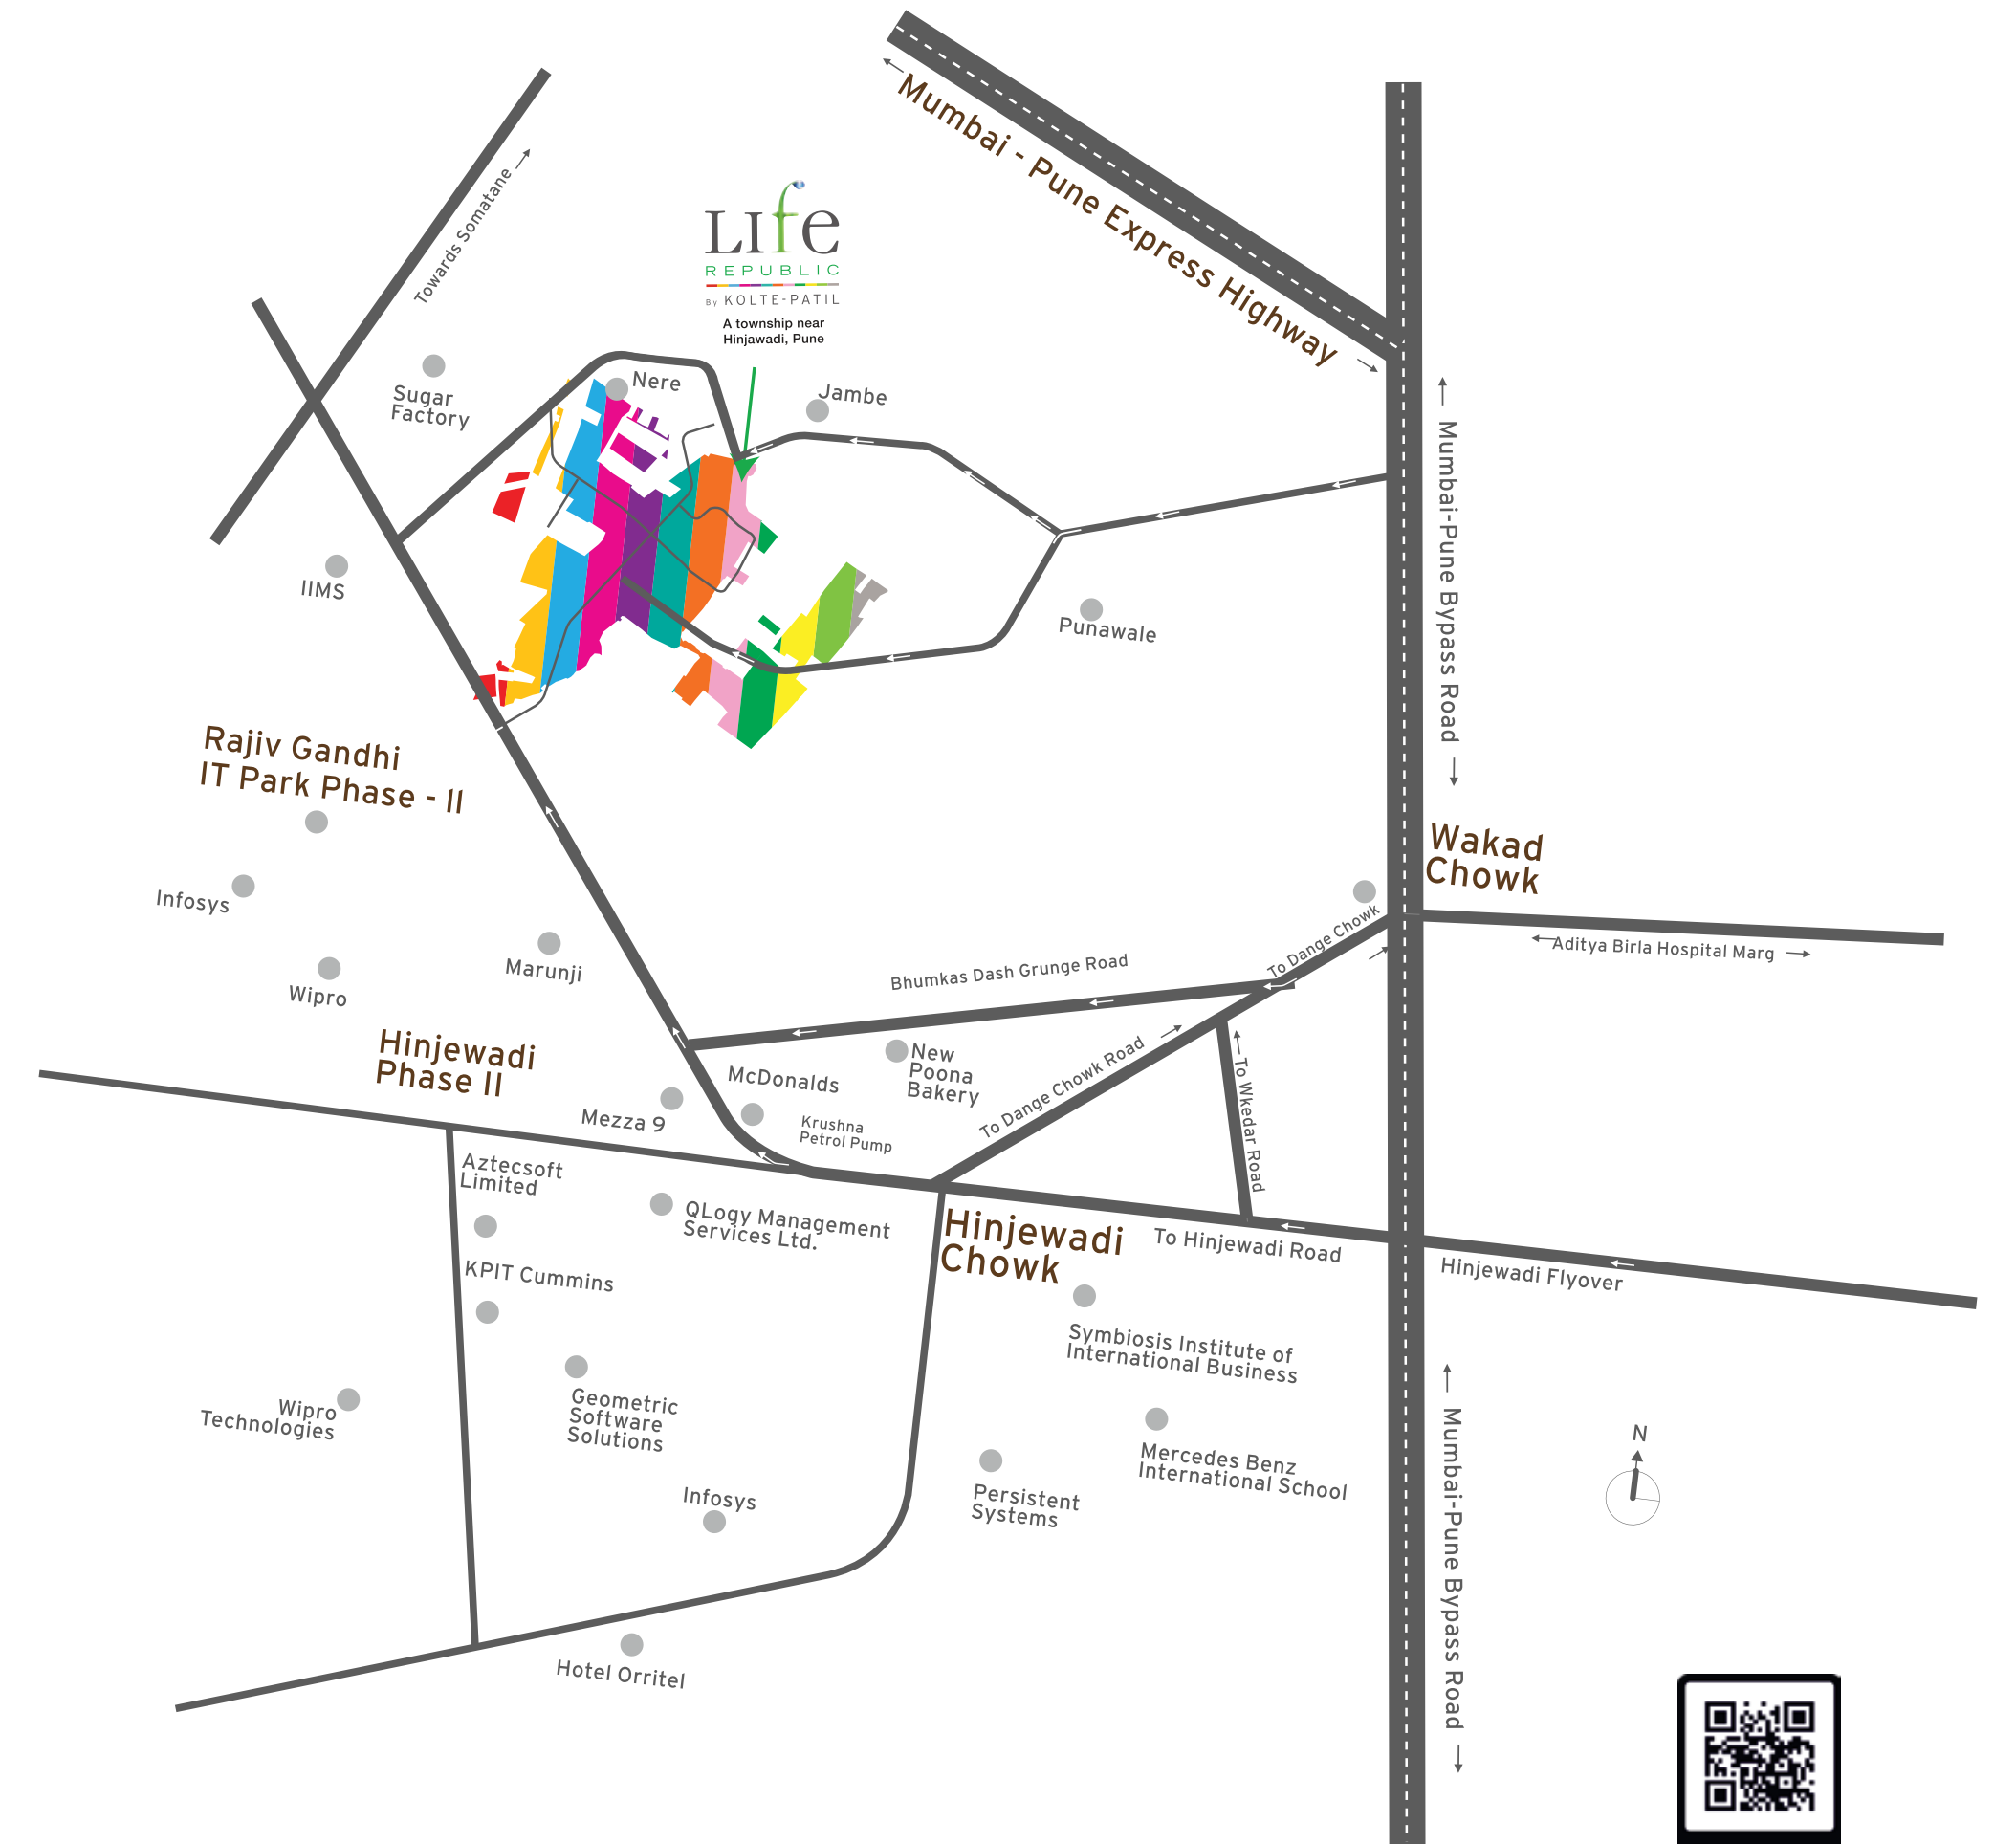 Mumbai - Pune Express Highway
Towards Somatane
LIfe
REPUBLIC
By KOLTE-PATIL
A township near
Hinjawadi, Pune
Nere
Jambe
Sugar
Factory
IIMS
Punawale
Mumbai-Pune Bypass Road
Rajiv Gandhi
IT Park Phase - II
Wakad
Chowk
Infosys
To Dange Chowk
Aditya Birla Hospital Marg
Marunji
Bhumkas Dash Grunge Road
Wipro
Hinjewadi
Phase II
New
Poona
Bakery
McDonalds
To Dange Chowk Road
To Wkedar Road
Mezza 9
Krushna
Petrol Pump
Aztecsoft
Limited
QLogy Management
Services Ltd.
Hinjewadi
Chowk
To Hinjewadi Road
Hinjewadi Flyover
KPIT Cummins
Symbiosis Institute of
International Business
Wipro
Technologies
Geometric
Software
Solutions
Mercedes Benz
International School
Infosys
Persistent
Systems
N
Mumbai-Pune Bypass Road
Hotel Orritel